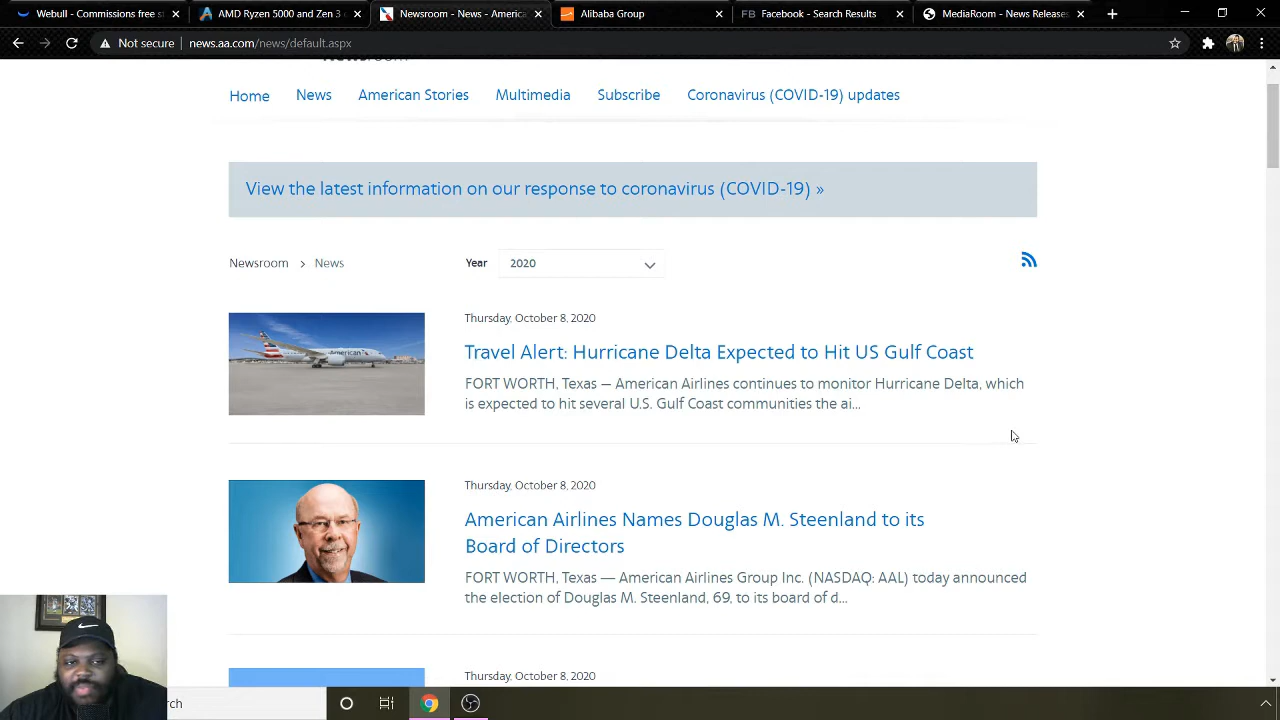 Webull - Commissions free st
AMD Ryzen 5000 and Zen 3 o
Newsroom - News - America
Alibaba Group
FB Facebook - Search Results
MediaRoom - News Releases
Not secure news.aa.com/news/default.aspx
Newsroom
Home News American Stories Multimedia Subscribe Coronavirus (COVID-19) updates
View the latest information on our response to coronavirus (COVID-19) »
Newsroom > News Year 2020
Thursday, October 8, 2020
Travel Alert: Hurricane Delta Expected to Hit US Gulf Coast
FORT WORTH, Texas — American Airlines continues to monitor Hurricane Delta, which
is expected to hit several U.S. Gulf Coast communities the ai...
American
Thursday, October 8, 2020
American Airlines Names Douglas M. Steenland to its
Board of Directors
FORT WORTH, Texas — American Airlines Group Inc. (NASDAQ: AAL) today announced
the election of Douglas M. Steenland, 69, to its board of d...
Thursday, October 8, 2020
rch